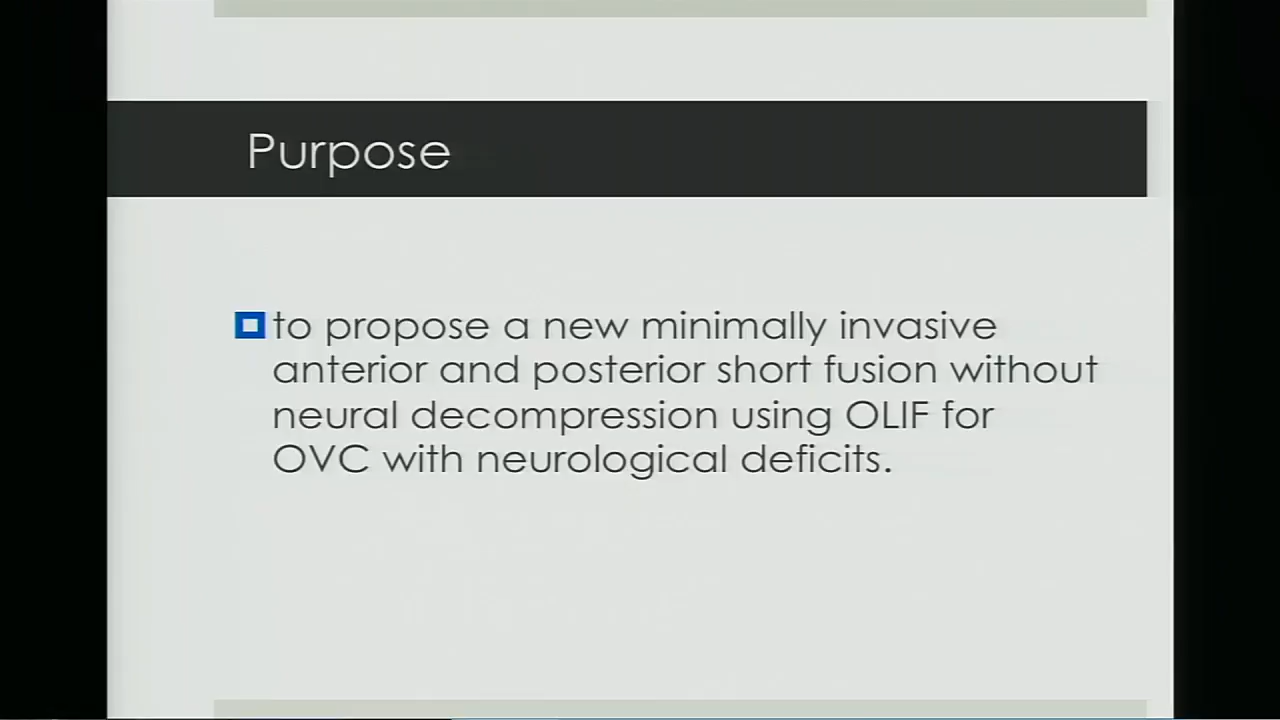 Purpose
to propose a new minimally invasive
anterior and posterior short fusion without
neural decompression using OLIF for
OVC with neurological deficits.